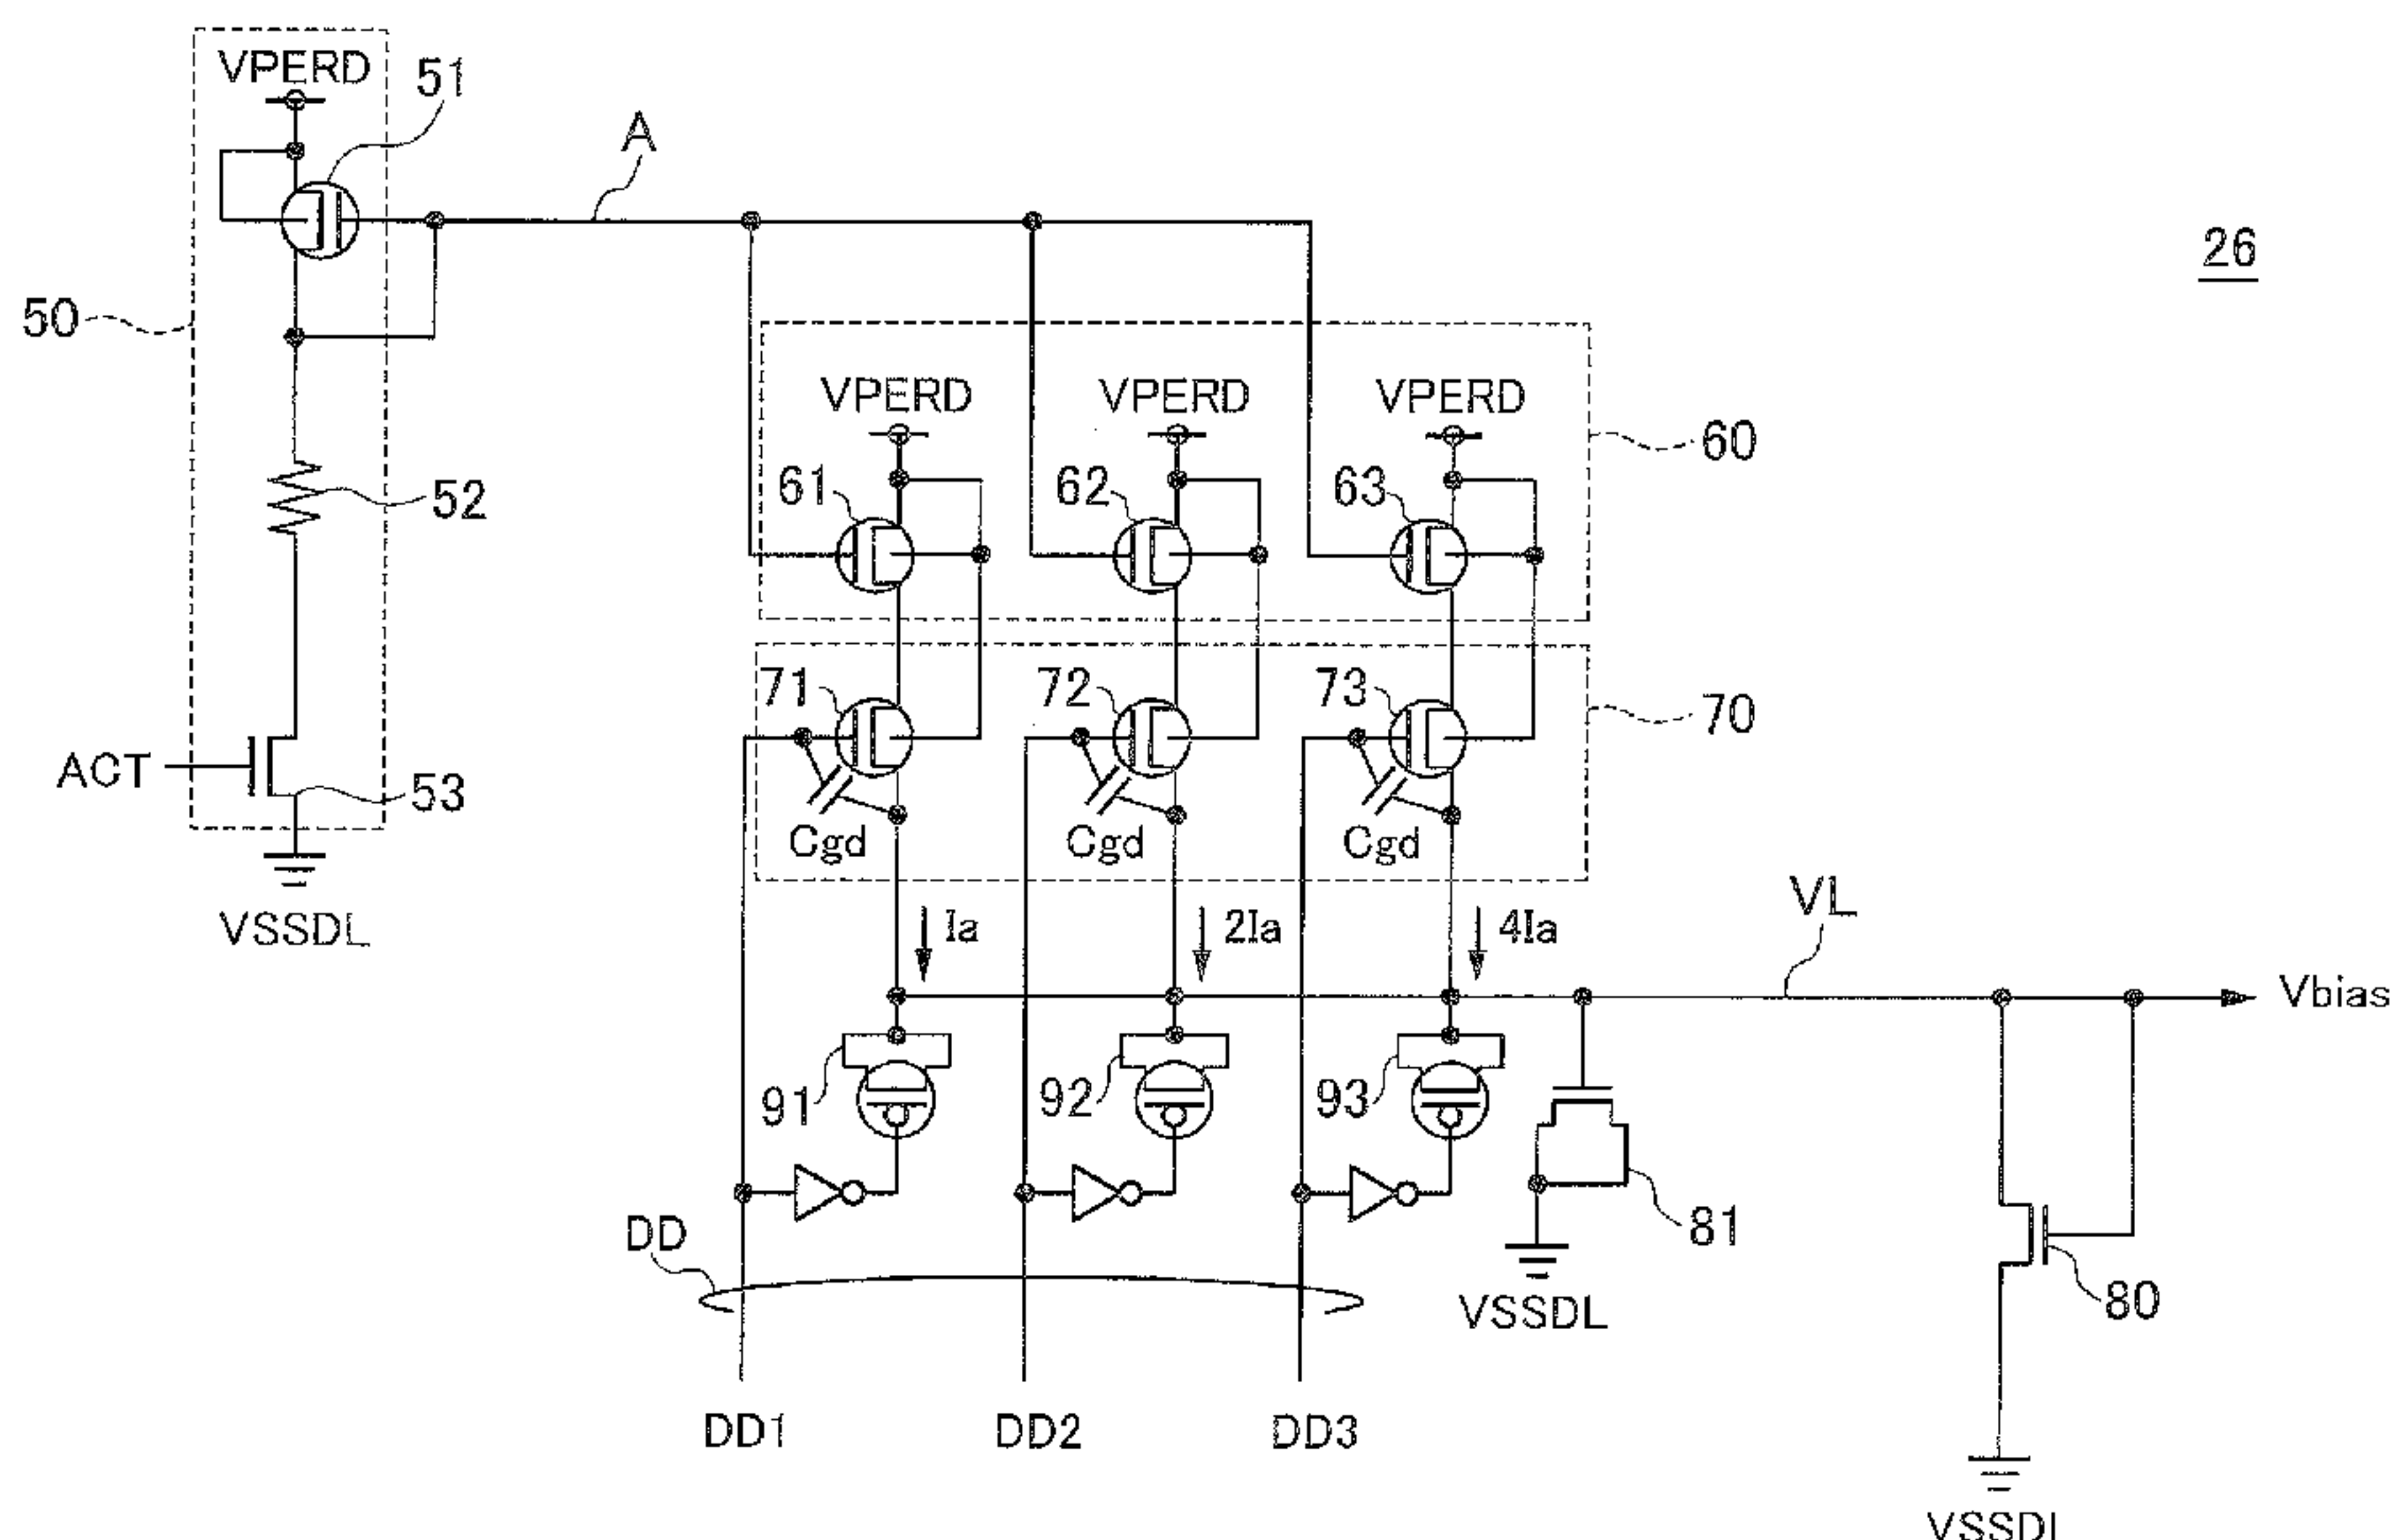 VPERD
51
A
26
50
VPERD
VPERD
VPERD
60
61
62
63
52
71
72
73
70
ACT
53
Cgd
Cgd
Cgd
VSSDL
Ia
2Ia
4Ia
VL
Vbias
91
92
93
81
DD
80
VSSDL
DD1
DD2
DD3
VSSDL